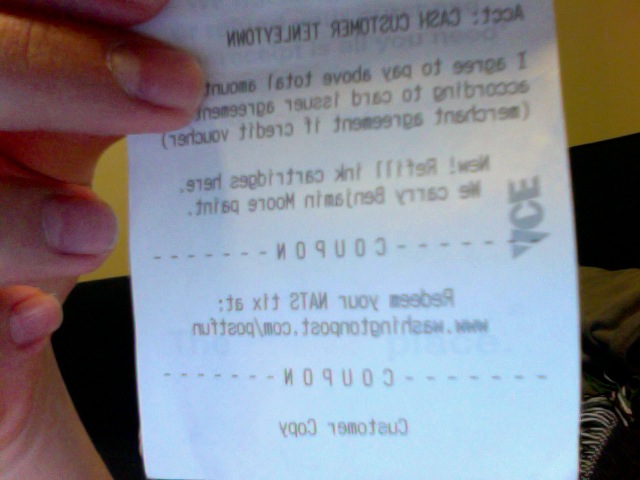 Acct: CASH CUSTOMER TENLEYTOWN
I agree to pay above total amount
according to card issuer agreement
(merchant agreement if credit voucher)
New! Refill ink cartridges here.
We carry Benjamin Moore paint.
- - - - - - - C O U P O N - - - - - - -
Redeem your NATS tix at:
www.washingtonpost.com/postfun
- - - - - - - - C O U P O N - - - - - - -
Customer Copy